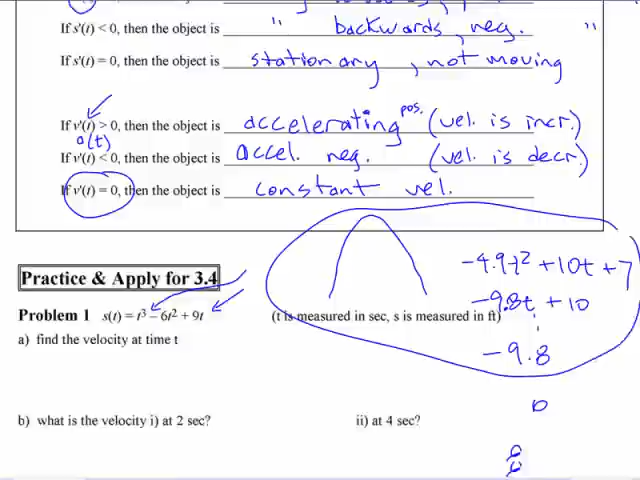 If s'(t) < 0, then the object is " backwards, neg. "
If s'(t) = 0, then the object is stationary, not moving
If v'(t) > 0, then the object is accelerating pos. (vel. is incr.)
a(t)
If v'(t) < 0, then the object is accel. neg. (vel. is decr.)
If v'(t) = 0, then the object is constant vel.
-4.9t² + 10t + 7
Practice & Apply for 3.4
-9.8t + 10
Problem 1 s(t) = t³ – 6t² + 9t (t is measured in sec, s is measured in ft)
a) find the velocity at time t
-9.8
b) what is the velocity i) at 2 sec? ii) at 4 sec?